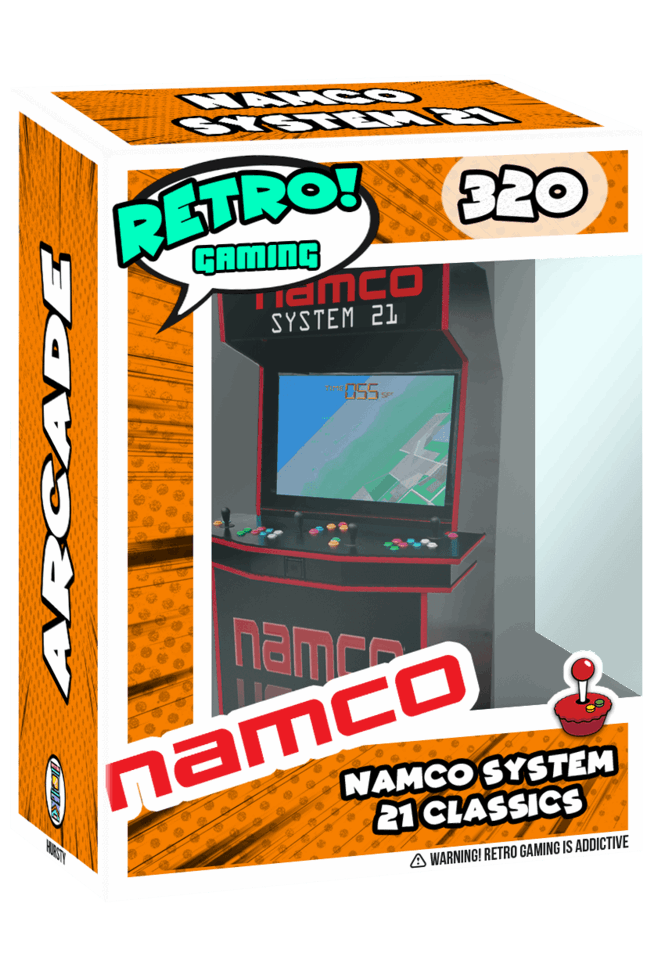 NAMCO
SYSTEM 21
RETRO!
GAMING
320
ARCADE
namco
SYSTEM 21
055
namco
namco
NAMCO SYSTEM
21 CLASSICS
WARNING! RETRO GAMING IS ADDICTIVE
HURSTY